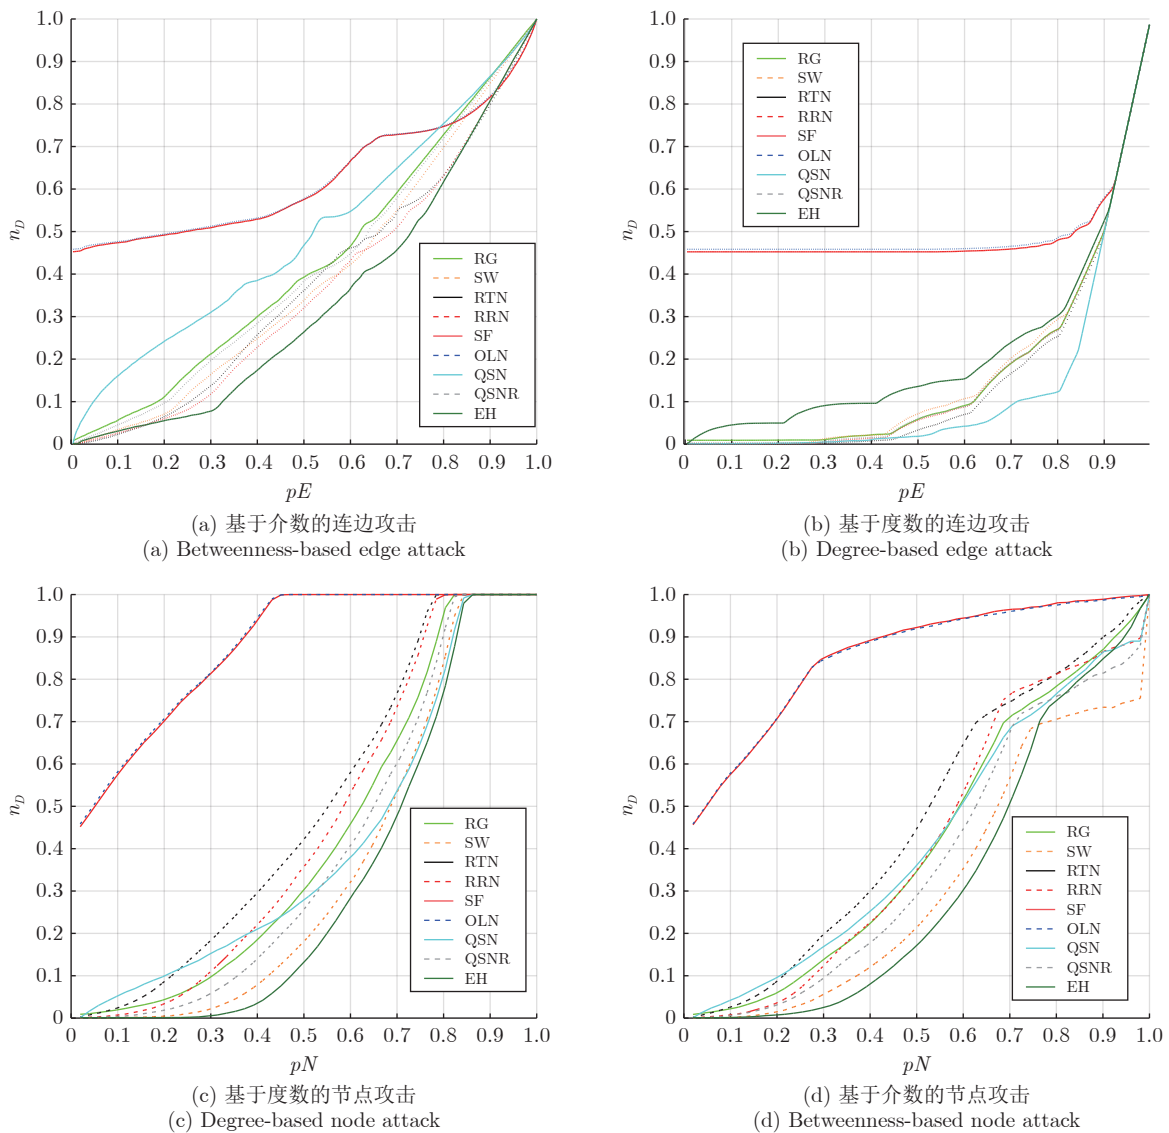 1.0
0.9
0.8
0.7
0.6
0.5
0.4
0.3
0.2
0.1
0
n_D
0 0.1 0.2 0.3 0.4 0.5 0.6 0.7 0.8 0.9 1.0
pE
RG
SW
RTN
RRN
SF
OLN
QSN
QSNR
EH
(a) 基于介数的连边攻击
(a) Betweenness-based edge attack
1.0
0.9
0.8
0.7
0.6
0.5
0.4
0.3
0.2
0.1
0
n_D
0 0.1 0.2 0.3 0.4 0.5 0.6 0.7 0.8 0.9
pE
RG
SW
RTN
RRN
SF
OLN
QSN
QSNR
EH
(b) 基于度数的连边攻击
(b) Degree-based edge attack
1.0
0.9
0.8
0.7
0.6
0.5
0.4
0.3
0.2
0.1
0
n_D
0 0.1 0.2 0.3 0.4 0.5 0.6 0.7 0.8 0.9 1.0
pN
RG
SW
RTN
RRN
SF
OLN
QSN
QSNR
EH
(c) 基于度数的节点攻击
(c) Degree-based node attack
1.0
0.9
0.8
0.7
0.6
0.5
0.4
0.3
0.2
0.1
0
n_D
0 0.1 0.2 0.3 0.4 0.5 0.6 0.7 0.8 0.9 1.0
pN
RG
SW
RTN
RRN
SF
OLN
QSN
QSNR
EH
(d) 基于介数的节点攻击
(d) Betweenness-based node attack